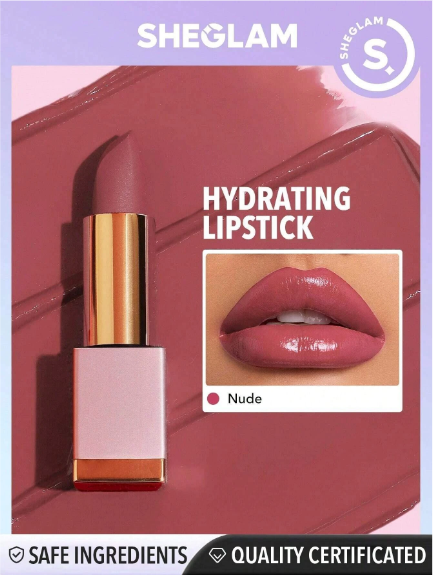 SHEGLAM
SHEGLAM
S.
HYDRATING
LIPSTICK
Nude
SAFE INGREDIENTS
QUALITY CERTIFICATED